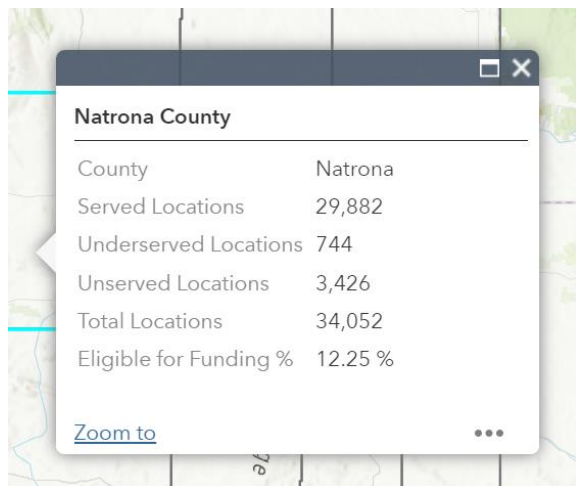 Natrona County
County Natrona
Served Locations 29,882
Underserved Locations 744
Unserved Locations 3,426
Total Locations 34,052
Eligible for Funding % 12.25 %
Zoom to
ge